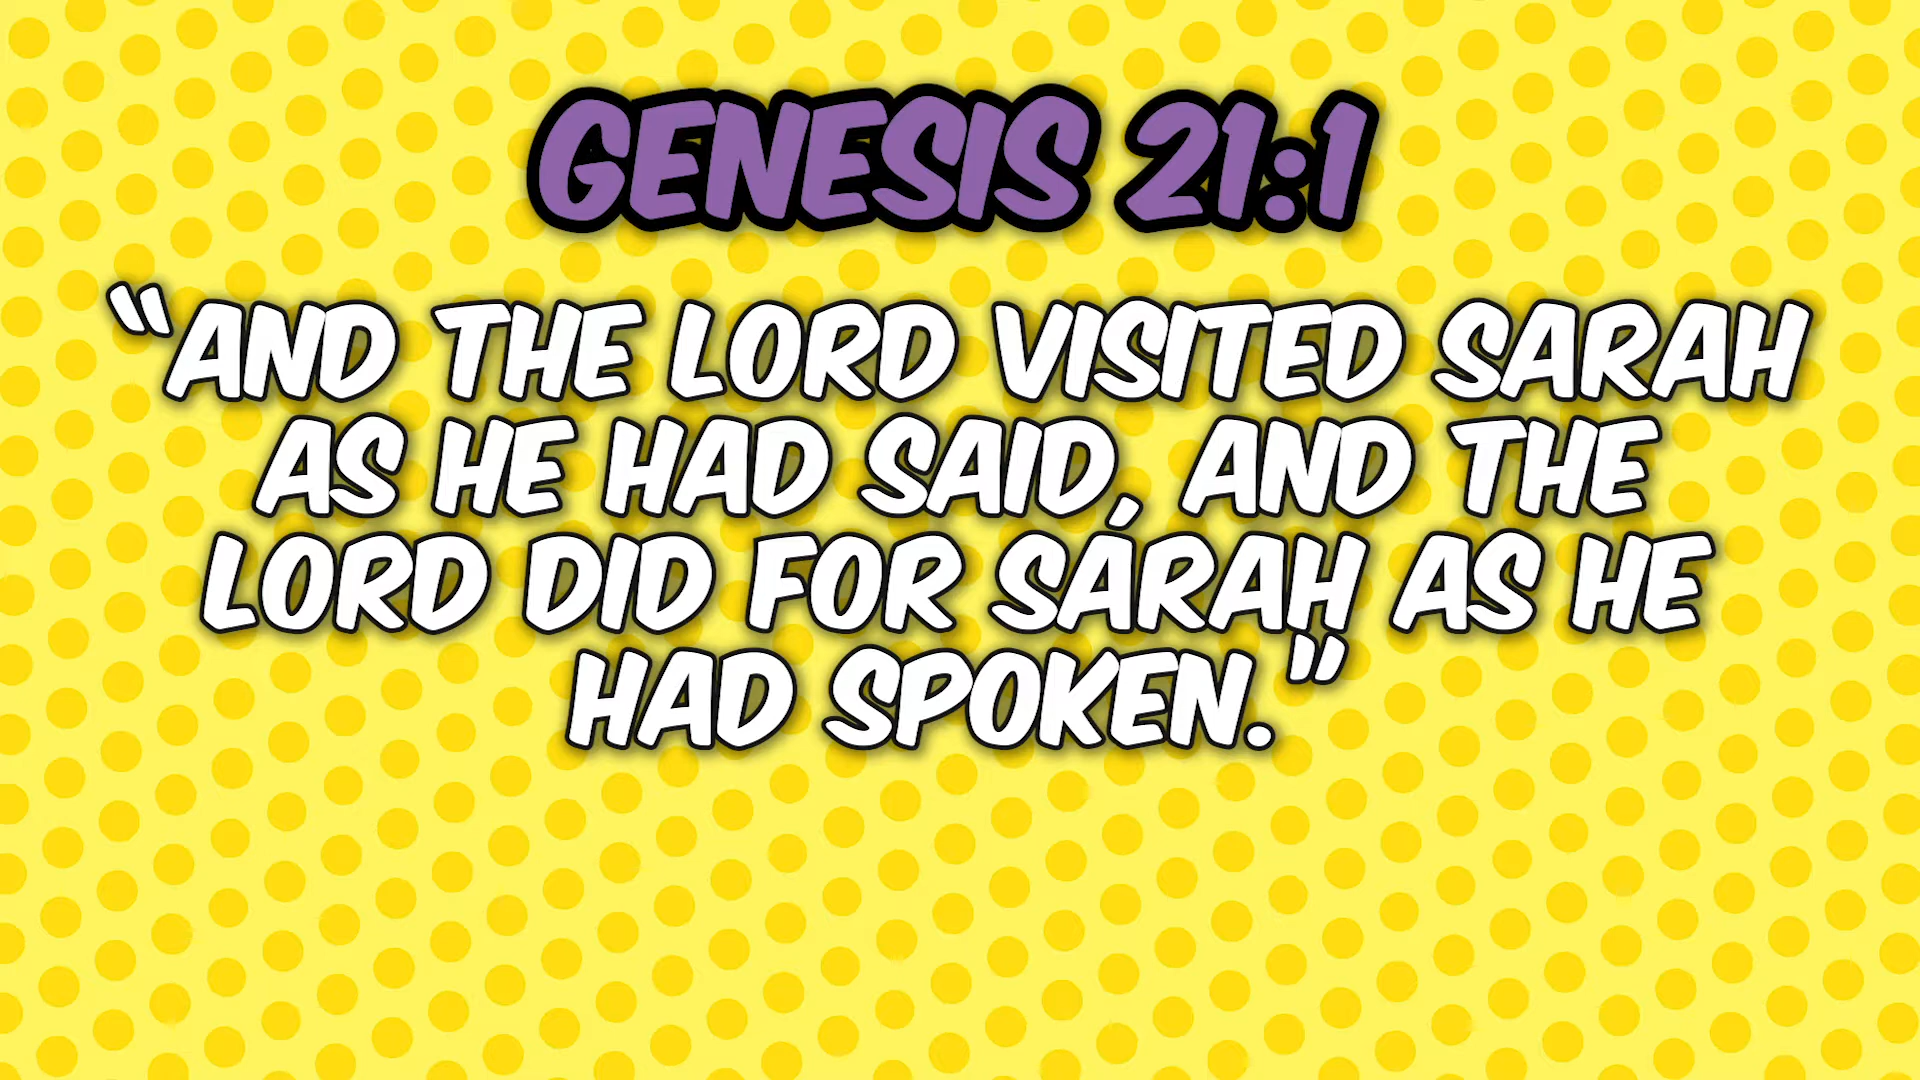 GENESIS 21:1
“AND THE LORD VISITED SARAH
AS HE HAD SAID, AND THE
LORD DID FOR SARAH AS HE
HAD SPOKEN.”